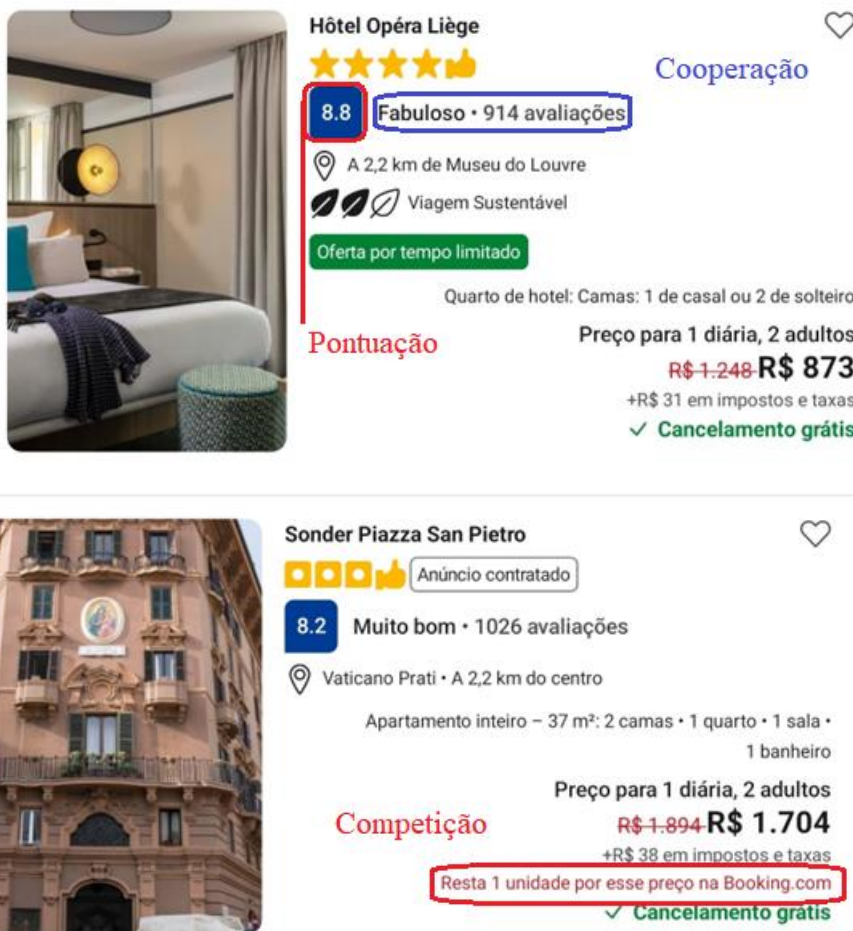 Hôtel Opéra Liège
Cooperação
8.8 Fabuloso • 914 avaliações
A 2,2 km de Museu do Louvre
Viagem Sustentável
Oferta por tempo limitado
Quarto de hotel: Camas: 1 de casal ou 2 de solteiro
Pontuação
Preço para 1 diária, 2 adultos
R$ 1.248 R$ 873
+R$ 31 em impostos e taxas
Cancelamento grátis
Sonder Piazza San Pietro
Anúncio contratado
8.2 Muito bom • 1026 avaliações
Vaticano Prati • A 2,2 km do centro
Apartamento inteiro – 37 m²: 2 camas • 1 quarto • 1 sala •
1 banheiro
Preço para 1 diária, 2 adultos
Competição
R$ 1.894 R$ 1.704
+R$ 38 em impostos e taxas
Resta 1 unidade por esse preço na Booking.com
Cancelamento grátis